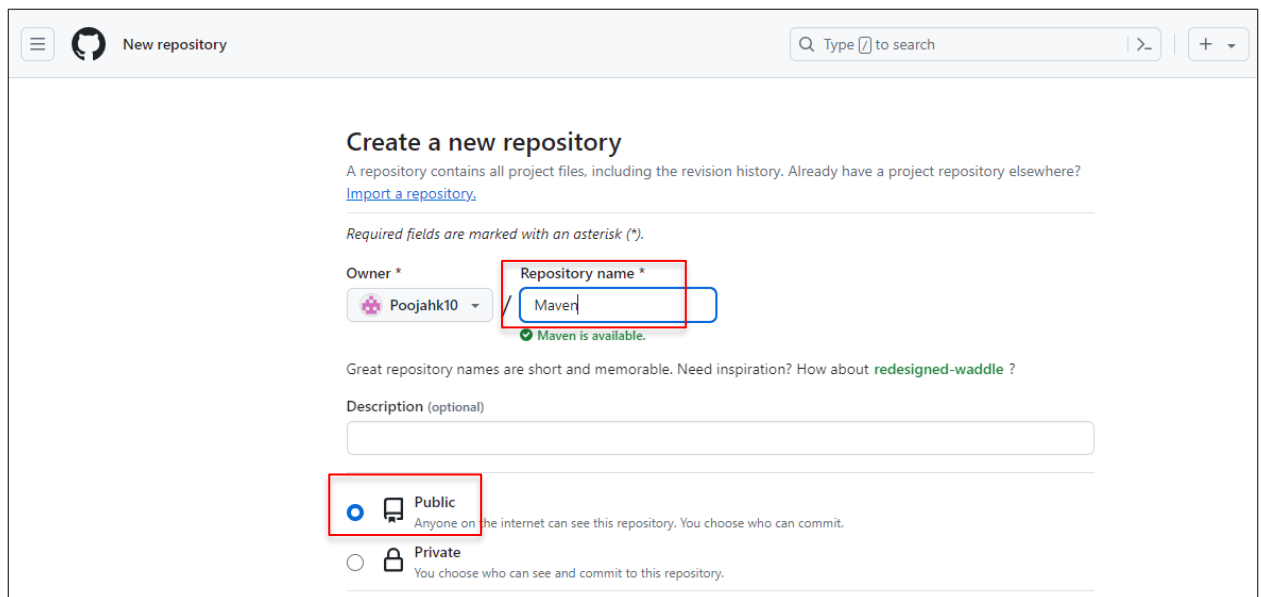 New repository
Type / to search
Create a new repository
A repository contains all project files, including the revision history. Already have a project repository elsewhere?
Import a repository.
Required fields are marked with an asterisk (*).
Owner *
Repository name *
Poojahk10
/
Maven
Maven is available.
Great repository names are short and memorable. Need inspiration? How about redesigned-waddle ?
Description (optional)
Public
Anyone on the internet can see this repository. You choose who can commit.
Private
You choose who can see and commit to this repository.